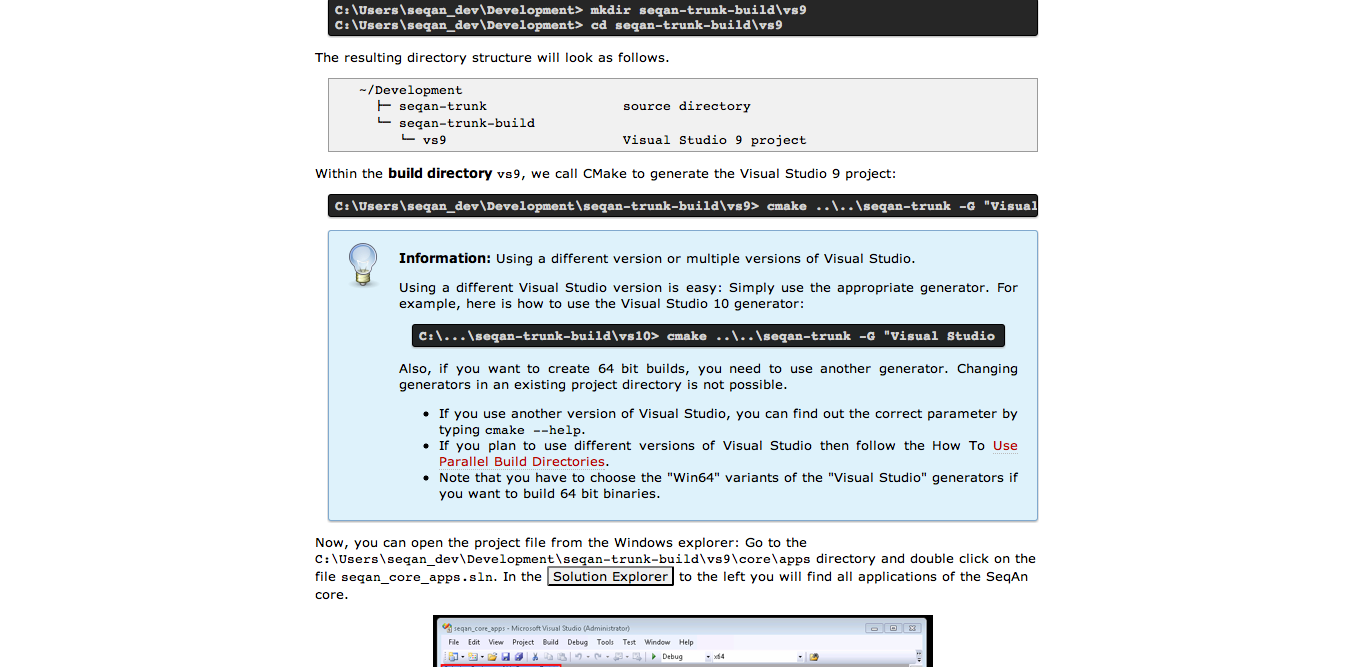 C:\Users\seqan_dev\Development> mkdir seqan-trunk-build\vs9
C:\Users\seqan_dev\Development> cd seqan-trunk-build\vs9
The resulting directory structure will look as follows.
~/Development
├─ seqan-trunk source directory
└─ seqan-trunk-build
└─ vs9 Visual Studio 9 project
Within the build directory vs9, we call CMake to generate the Visual Studio 9 project:
C:\Users\seqan_dev\Development\seqan-trunk-build\vs9> cmake ..\..\seqan-trunk -G "Visual
Information: Using a different version or multiple versions of Visual Studio.
Using a different Visual Studio version is easy: Simply use the appropriate generator. For
example, here is how to use the Visual Studio 10 generator:
C:\...\seqan-trunk-build\vs10> cmake ..\..\seqan-trunk -G "Visual Studio
Also, if you want to create 64 bit builds, you need to use another generator. Changing
generators in an existing project directory is not possible.
• If you use another version of Visual Studio, you can find out the correct parameter by
typing cmake --help.
• If you plan to use different versions of Visual Studio then follow the How To Use
Parallel Build Directories.
• Note that you have to choose the "Win64" variants of the "Visual Studio" generators if
you want to build 64 bit binaries.
Now, you can open the project file from the Windows explorer: Go to the
C:\Users\seqan_dev\Development\seqan-trunk-build\vs9\core\apps directory and double click on the
file seqan_core_apps.sln. In the Solution Explorer to the left you will find all applications of the SeqAn
core.
seqan_core_apps - Microsoft Visual Studio (Administrator)
File Edit View Project Build Debug Tools Test Window Help
Debug x64